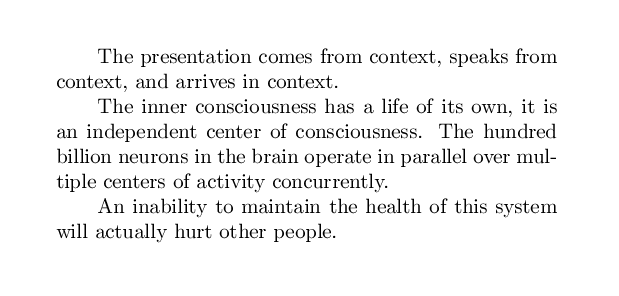 The presentation comes from context, speaks from
context, and arrives in context.
The inner consciousness has a life of its own, it is
an independent center of consciousness. The hundred
billion neurons in the brain operate in parallel over mul-
tiple centers of activity concurrently.
An inability to maintain the health of this system
will actually hurt other people.